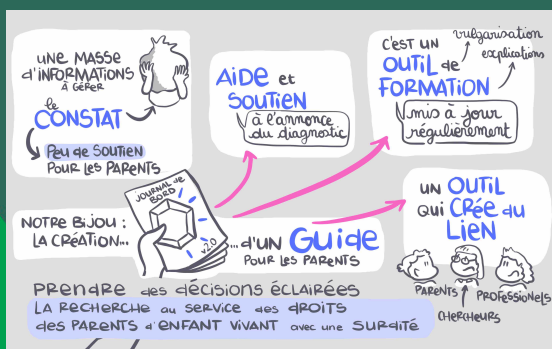 une masse
d'informations
à gérer
le
CONSTAT
Peu de soutien
pour les parents
Aide et
soutien
à l'annonce
du diagnostic
c'est un
outil de
formation
vulgarisation
explications
mis à jour
régulièrement
Notre bijou :
la création...
Journal de
bord
v2.0
...d'un Guide
pour les parents
un outil
qui crée du
lien
parents
chercheurs
professionels
Prendre des décisions éclairées
La recherche au service des droits
des parents d'enfant vivant avec une surdité